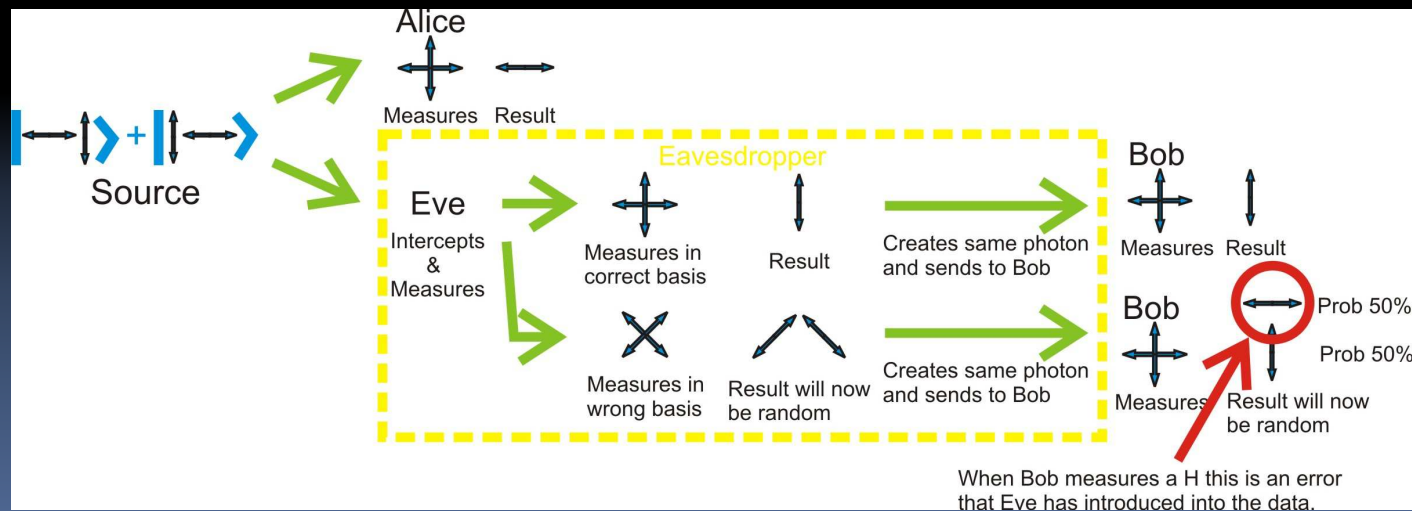 Alice
Measures Result
+
Source
Eavesdropper
Eve
Intercepts
&
Measures
Measures in
correct basis
Result
Creates same photon
and sends to Bob
Bob
Measures Result
Measures in
wrong basis
Result will now
be random
Creates same photon
and sends to Bob
Bob
Prob 50%
Prob 50%
Measures
Result will now
be random
When Bob measures a H this is an error
that Eve has introduced into the data.